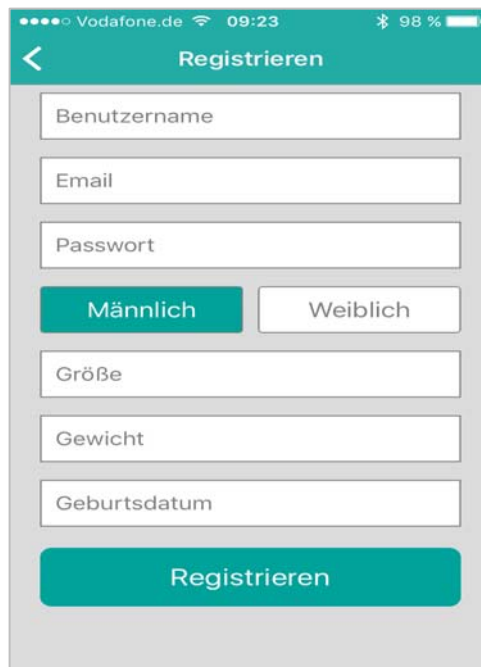 Vodafone.de 09:23 98 %
Registrieren
Benutzername
Email
Passwort
Männlich Weiblich
Größe
Gewicht
Geburtsdatum
Registrieren